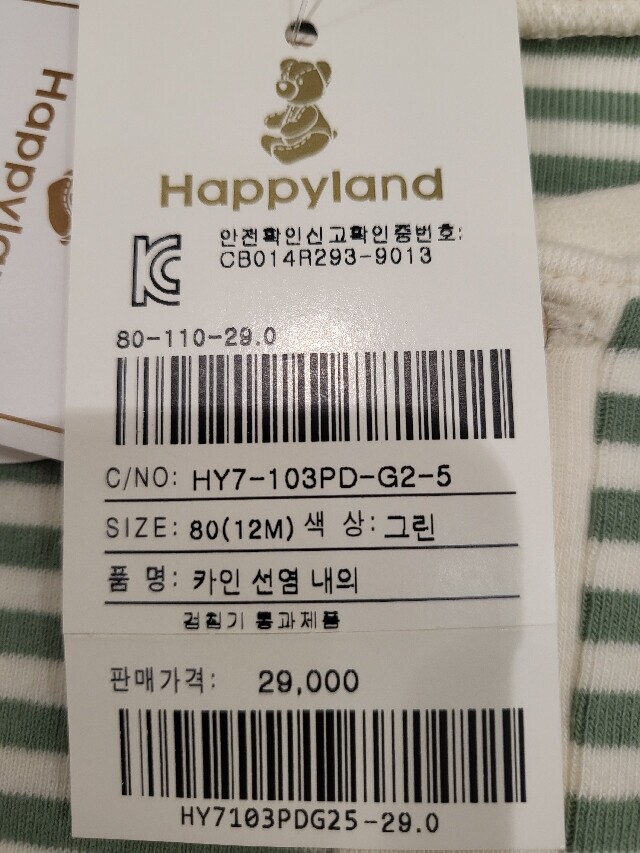 Happyland
Happyla
안전확인신고확인증번호:
CB014R293-9013
80-110-29.0
C/NO: HY7-103PD-G2-5
SIZE: 80(12M) 색 상: 그린
품 명: 카인 선염 내의
검침기 통과제품
판매가격: 29,000
HY7103PDG25-29.0